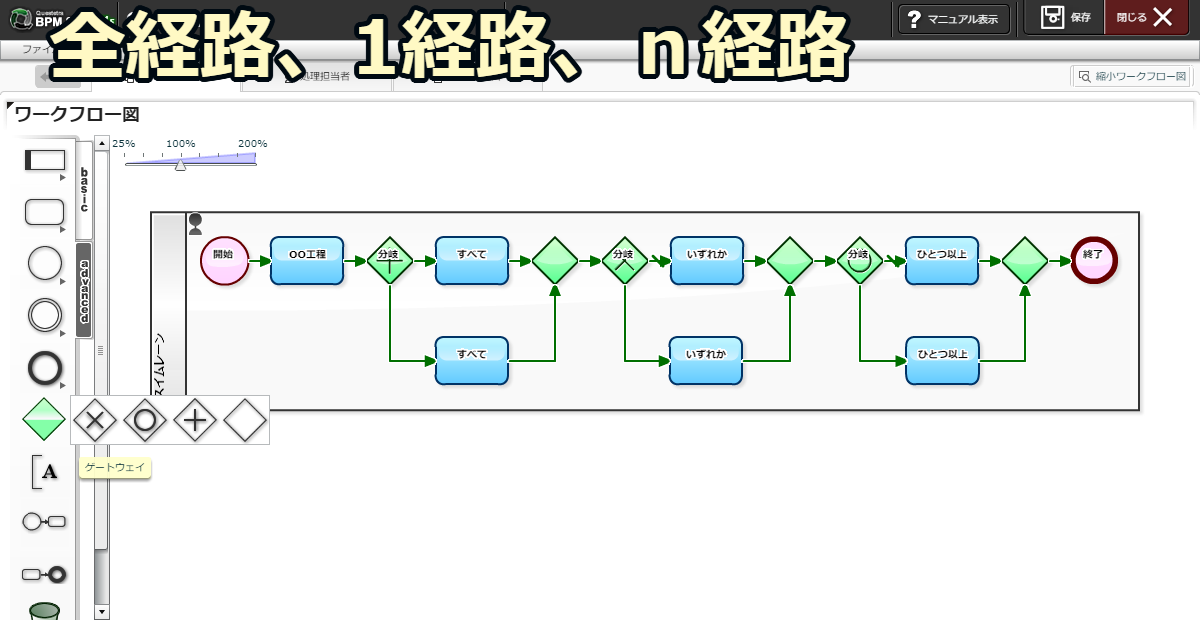 Questetra
BPM
全経路、1経路、n経路
? マニュアル表示
保存
閉じる
ファイ
処理担当者
縮小ワークフロー図
ワークフロー図
25% 100% 200%
basic
advanced
開始
OO工程
分岐
すべて
分岐
いずれか
分岐
ひとつ以上
終了
すべて
いずれか
ひとつ以上
スイムレーン
A
ゲートウェイ